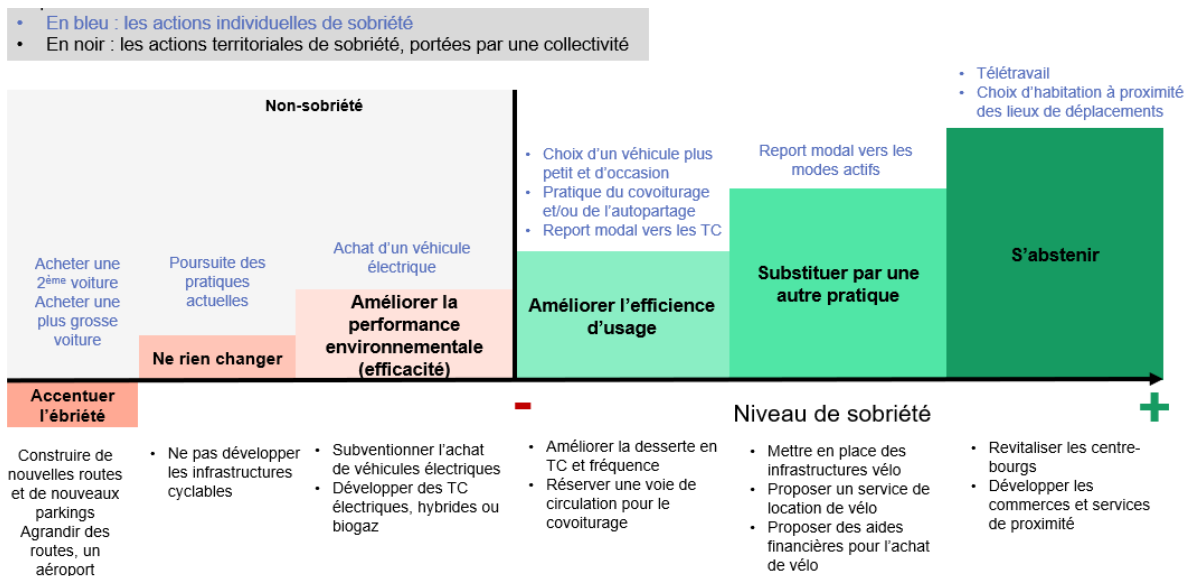 • En bleu : les actions individuelles de sobriété
• En noir : les actions territoriales de sobriété, portées par une collectivité
Non-sobriété
Acheter une
2ème voiture
Acheter une
plus grosse
voiture
Poursuite des
pratiques
actuelles
Achat d'un véhicule
électrique
• Choix d'un véhicule plus
petit et d'occasion
• Pratique du covoiturage
et/ou de l'autopartage
• Report modal vers les TC
Report modal vers les
modes actifs
• Télétravail
• Choix d'habitation à proximité
des lieux de déplacements
Accentuer
l'ébriété
Ne rien changer
Améliorer la
performance
environnementale
(efficacité)
Améliorer l'efficience
d'usage
Substituer par une
autre pratique
S'abstenir
-
Niveau de sobriété
+
Construire de
nouvelles routes
et de nouveaux
parkings
Agrandir des
routes, un
aéroport
• Ne pas développer
les infrastructures
cyclables
• Subventionner l'achat
de véhicules électriques
• Développer des TC
électriques, hybrides ou
biogaz
• Améliorer la desserte en
TC et fréquence
• Réserver une voie de
circulation pour le
covoiturage
• Mettre en place des
infrastructures vélo
• Proposer un service de
location de vélo
• Proposer des aides
financières pour l'achat
de vélo
• Revitaliser les centre-
bourgs
• Développer les
commerces et services
de proximité